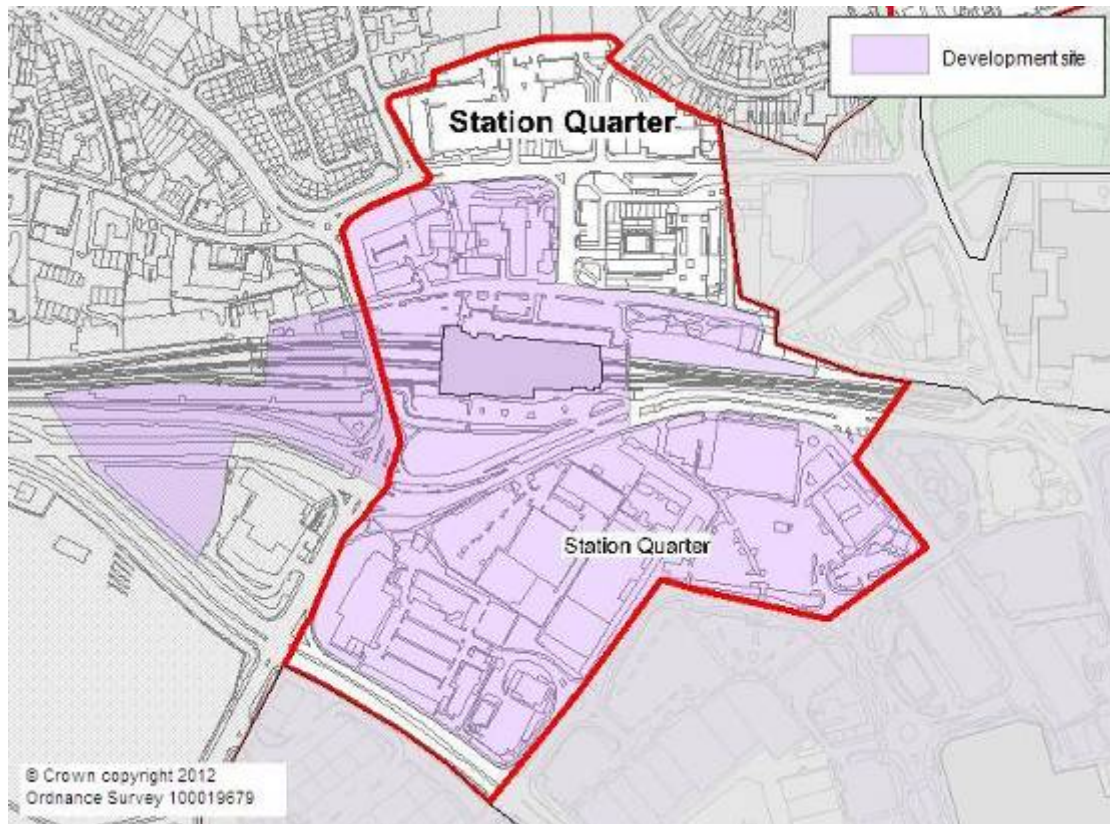 Development site
Station Quarter
Station Quarter
© Crown copyright 2012
Ordnance Survey 100019679